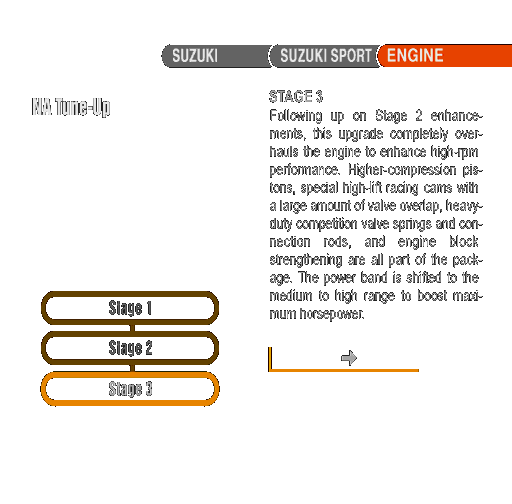 SUZUKI
SUZUKI SPORT
ENGINE
NA Tune-Up
STAGE 3
Following up on Stage 2 enhance-
ments, this upgrade completely over-
hauls the engine to enhance high-rpm
performance. Higher-compression pis-
tons, special high-lift racing cams with
a large amount of valve overlap, heavy-
duty competition valve springs and con-
nection rods, and engine block
strengthening are all part of the pack-
age. The power band is shifted to the
medium to high range to boost maxi-
mum horsepower.
Stage 1
Stage 2
Stage 3